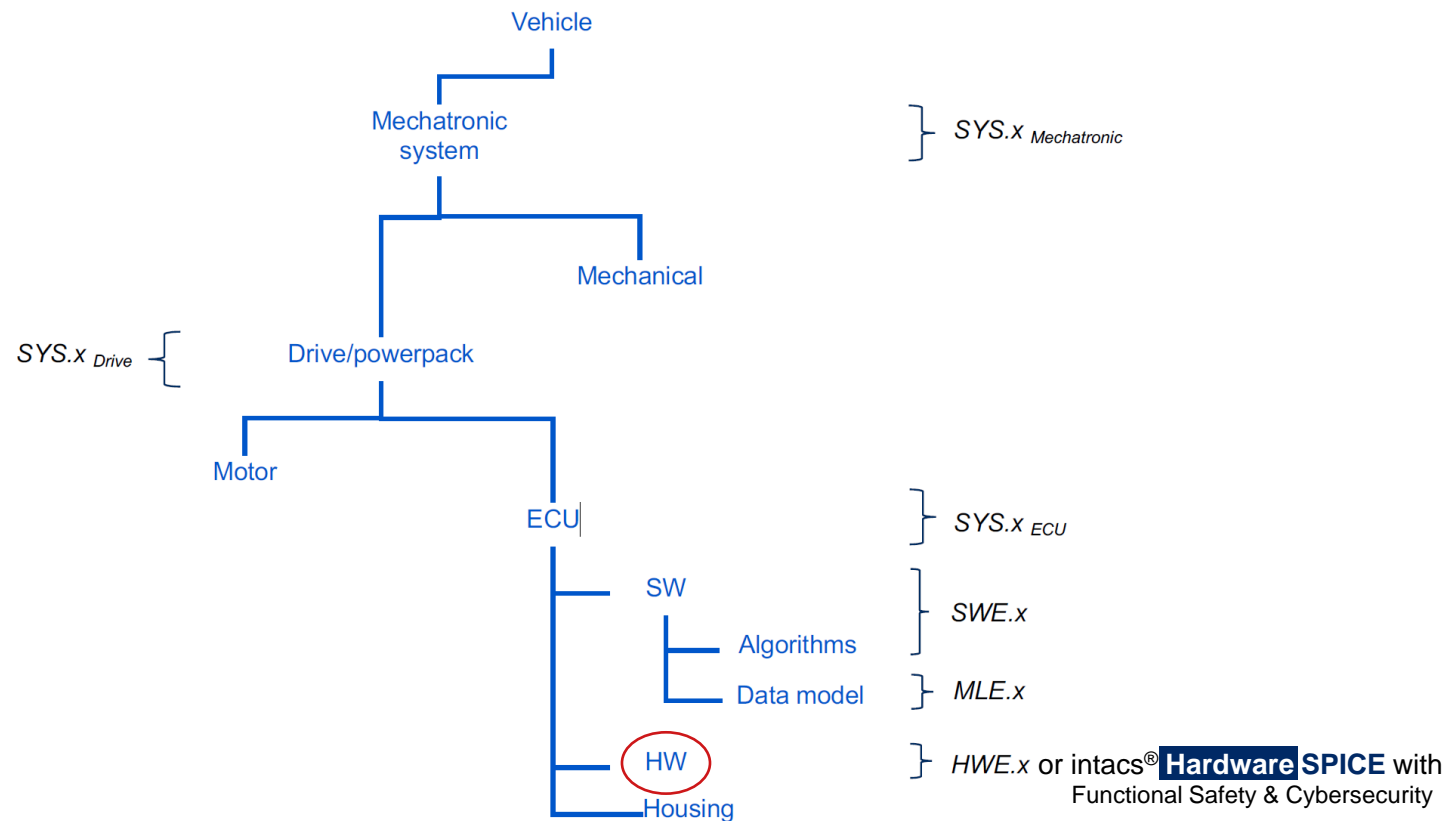 Vehicle
Mechatronic
system
SYS.x Mechatronic
Mechanical
SYS.x Drive
Drive/powerpack
Motor
ECU
SYS.x ECU
SW
SWE.x
Algorithms
Data model
MLE.x
HW
HWE.x or intacs® Hardware SPICE with
Functional Safety & Cybersecurity
Housing